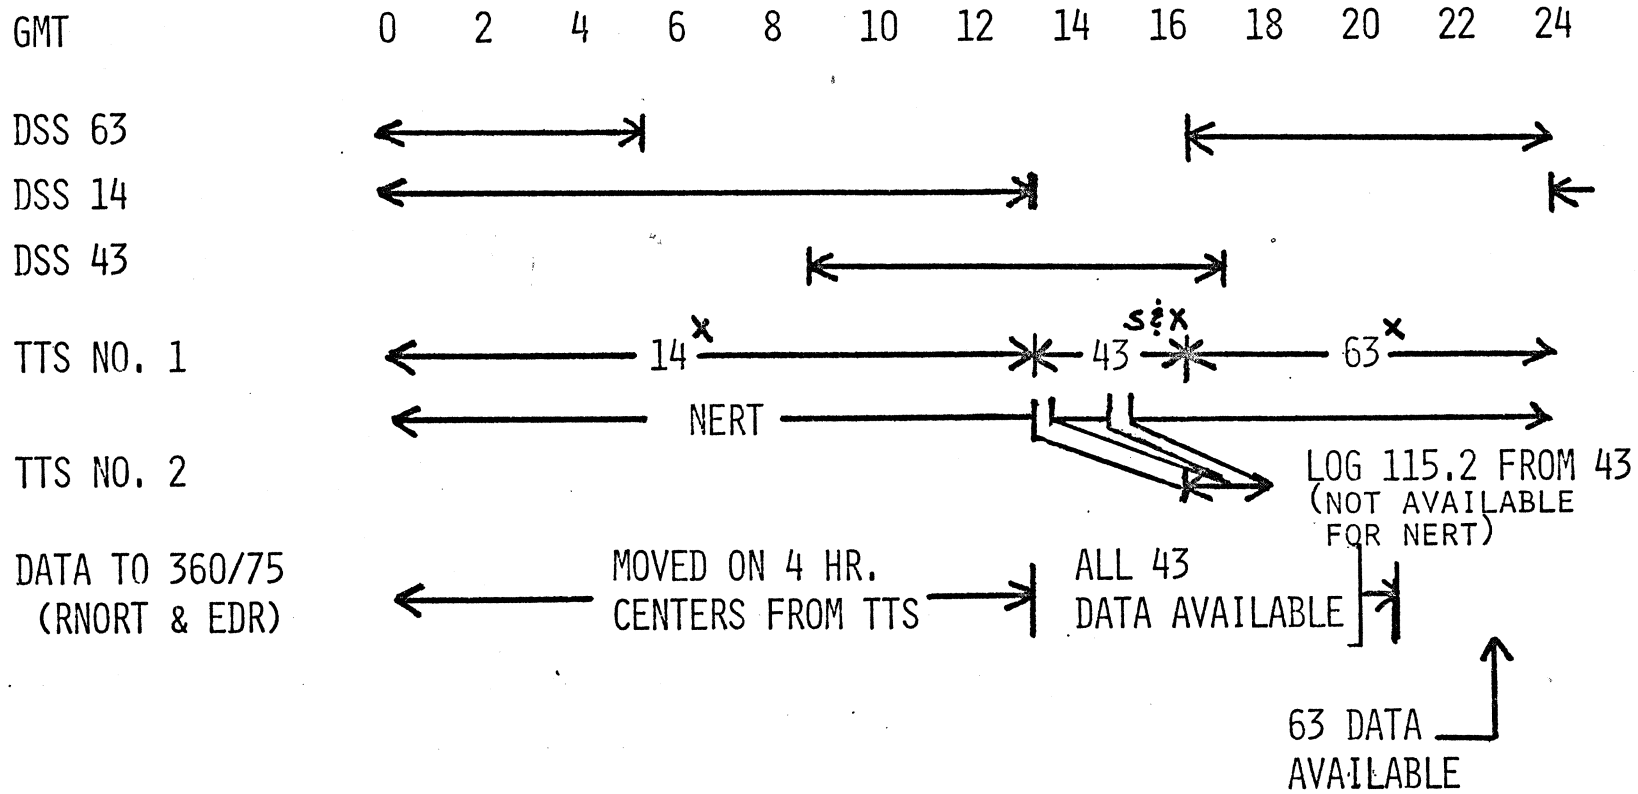 GMT 0 2 4 6 8 10 12 14 16 18 20 22 24
DSS 63
DSS 14
DSS 43
S & X
TTS NO. 1 14 X 43 63 X
NERT
TTS NO. 2
LOG 115.2 FROM 43
(NOT AVAILABLE
FOR NERT)
DATA TO 360/75
(RNORT & EDR)
MOVED ON 4 HR.
CENTERS FROM TTS
ALL 43
DATA AVAILABLE
63 DATA
AVAILABLE